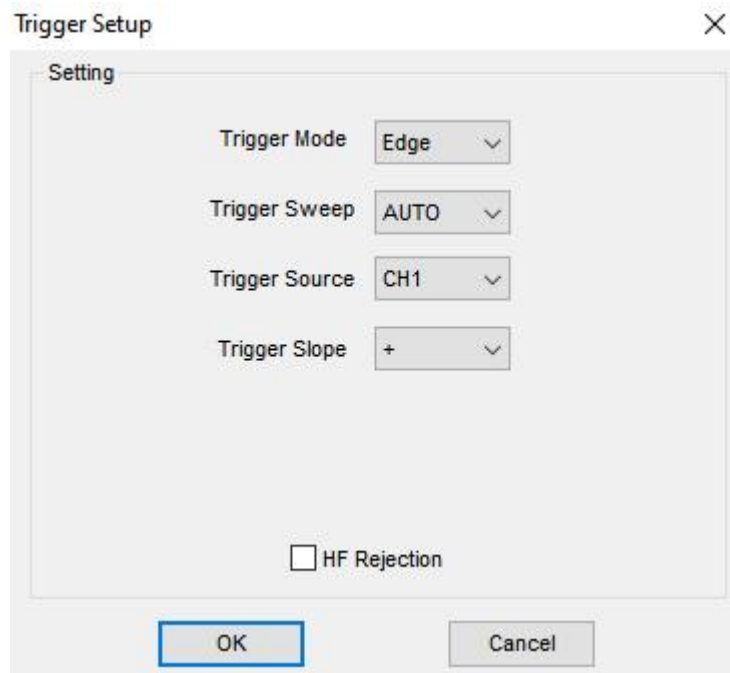 Trigger Setup
Setting
Trigger Mode Edge
Trigger Sweep AUTO
Trigger Source CH1
Trigger Slope +
HF Rejection
OK Cancel